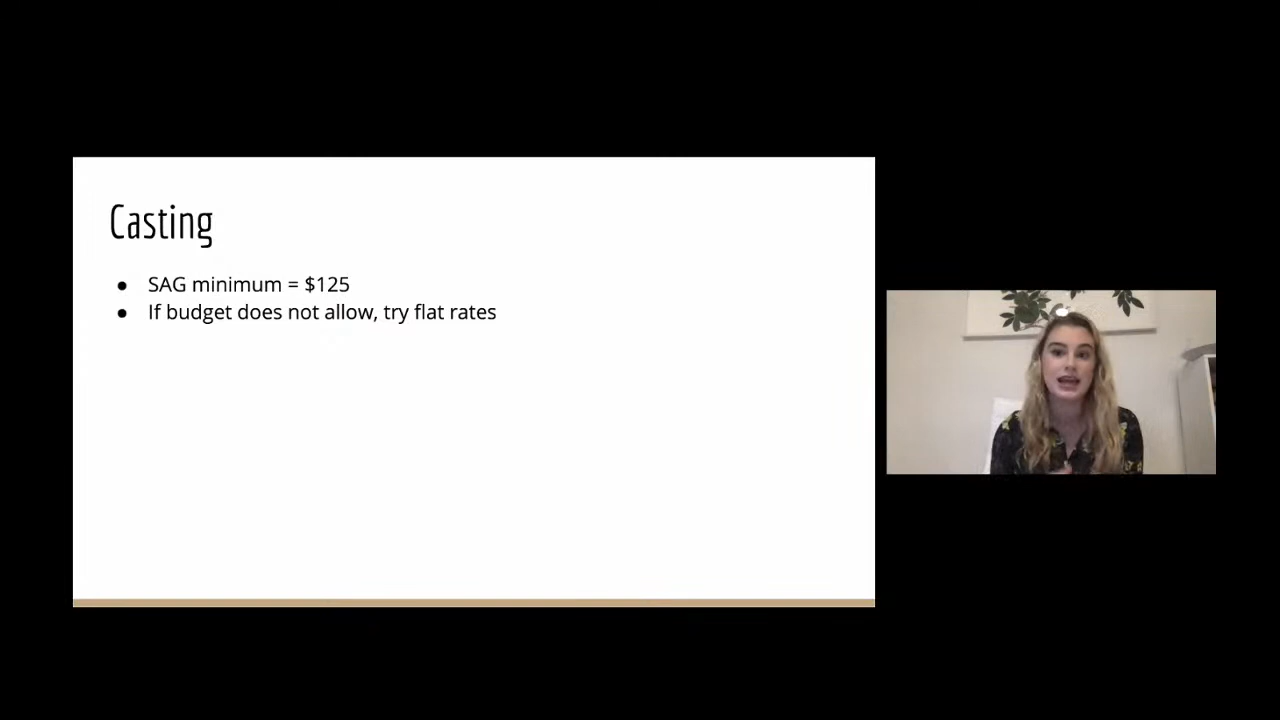 Casting
● SAG minimum = $125
● If budget does not allow, try flat rates